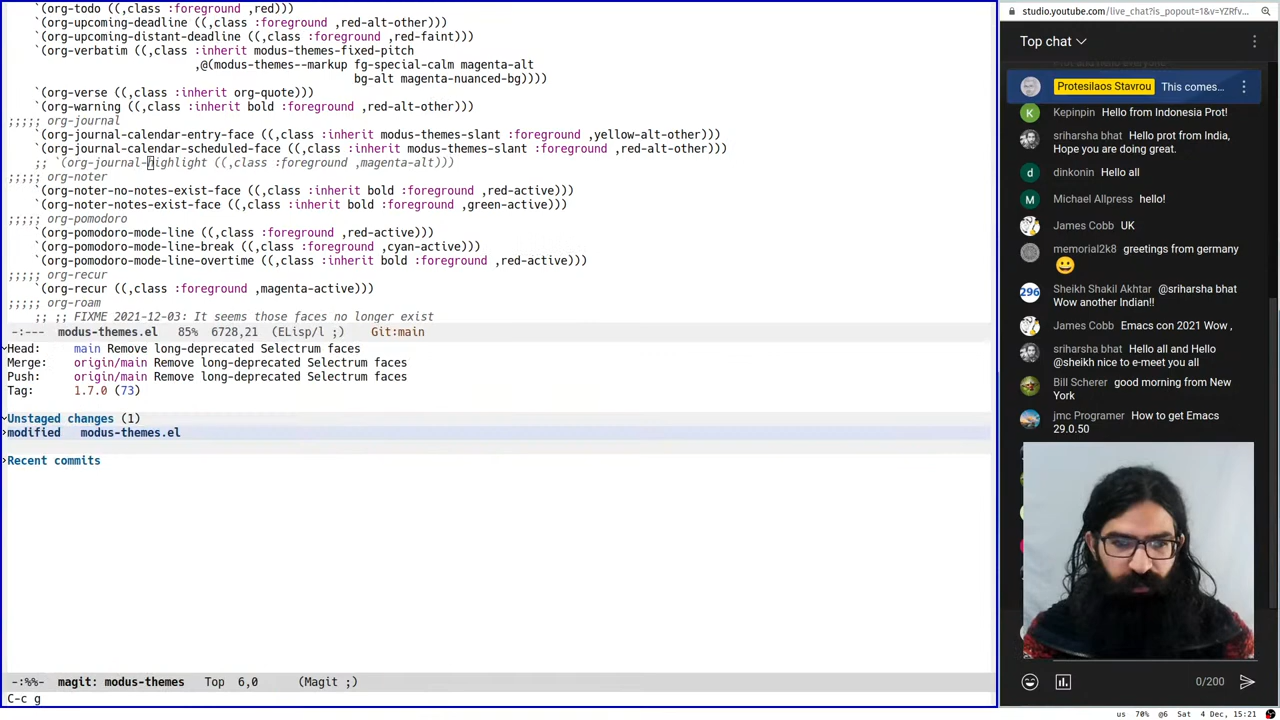 `(org-todo ((,class :foreground ,red)))
`(org-upcoming-deadline ((,class :foreground ,red-alt-other)))
`(org-upcoming-distant-deadline ((,class :foreground ,red-faint)))
`(org-verbatim ((,class :inherit modus-themes-fixed-pitch
,@(modus-themes--markup fg-special-calm magenta-alt
bg-alt magenta-nuanced-bg))))
`(org-verse ((,class :inherit org-quote)))
`(org-warning ((,class :inherit bold :foreground ,red-alt-other)))
;;;;; org-journal
`(org-journal-calendar-entry-face ((,class :inherit modus-themes-slant :foreground ,yellow-alt-other)))
`(org-journal-calendar-scheduled-face ((,class :inherit modus-themes-slant :foreground ,red-alt-other)))
;; `(org-journal-highlight ((,class :foreground ,magenta-alt)))
;;;;; org-noter
`(org-noter-no-notes-exist-face ((,class :inherit bold :foreground ,red-active)))
`(org-noter-notes-exist-face ((,class :inherit bold :foreground ,green-active)))
;;;;; org-pomodoro
`(org-pomodoro-mode-line ((,class :foreground ,red-active)))
`(org-pomodoro-mode-line-break ((,class :foreground ,cyan-active)))
`(org-pomodoro-mode-line-overtime ((,class :inherit bold :foreground ,red-active)))
;;;;; org-recur
`(org-recur ((,class :foreground ,magenta-active)))
;;;;; org-roam
;; ;; FIXME 2021-12-03: It seems those faces no longer exist
-:--- modus-themes.el 85% 6728,21 (ELisp/l ;) Git:main
Head: main Remove long-deprecated Selectrum faces
Merge: origin/main Remove long-deprecated Selectrum faces
Push: origin/main Remove long-deprecated Selectrum faces
Tag: 1.7.0 (73)
Unstaged changes (1)
modified modus-themes.el
Recent commits
-:%%- magit: modus-themes Top 6,0 (Magit ;)
C-c g
studio.youtube.com/live_chat?is_popout=1&v=YZRfv...
Top chat
Protesilaos Stavrou This comes...
K Kepinpin Hello from Indonesia Prot!
sriharsha bhat Hello prot from India,
Hope you are doing great.
d dinkonin Hello all
M Michael Allpress hello!
James Cobb UK
memorial2k8 greetings from germany
😀
296 Sheikh Shakil Akhtar @sriharsha bhat
Wow another Indian!!
James Cobb Emacs con 2021 Wow ,
sriharsha bhat Hello all and Hello
@sheikh nice to e-meet you all
Bill Scherer good morning from New
York
jmc Programer How to get Emacs
29.0.50
0/200
us 70% @6 Sat 4 Dec, 15:21